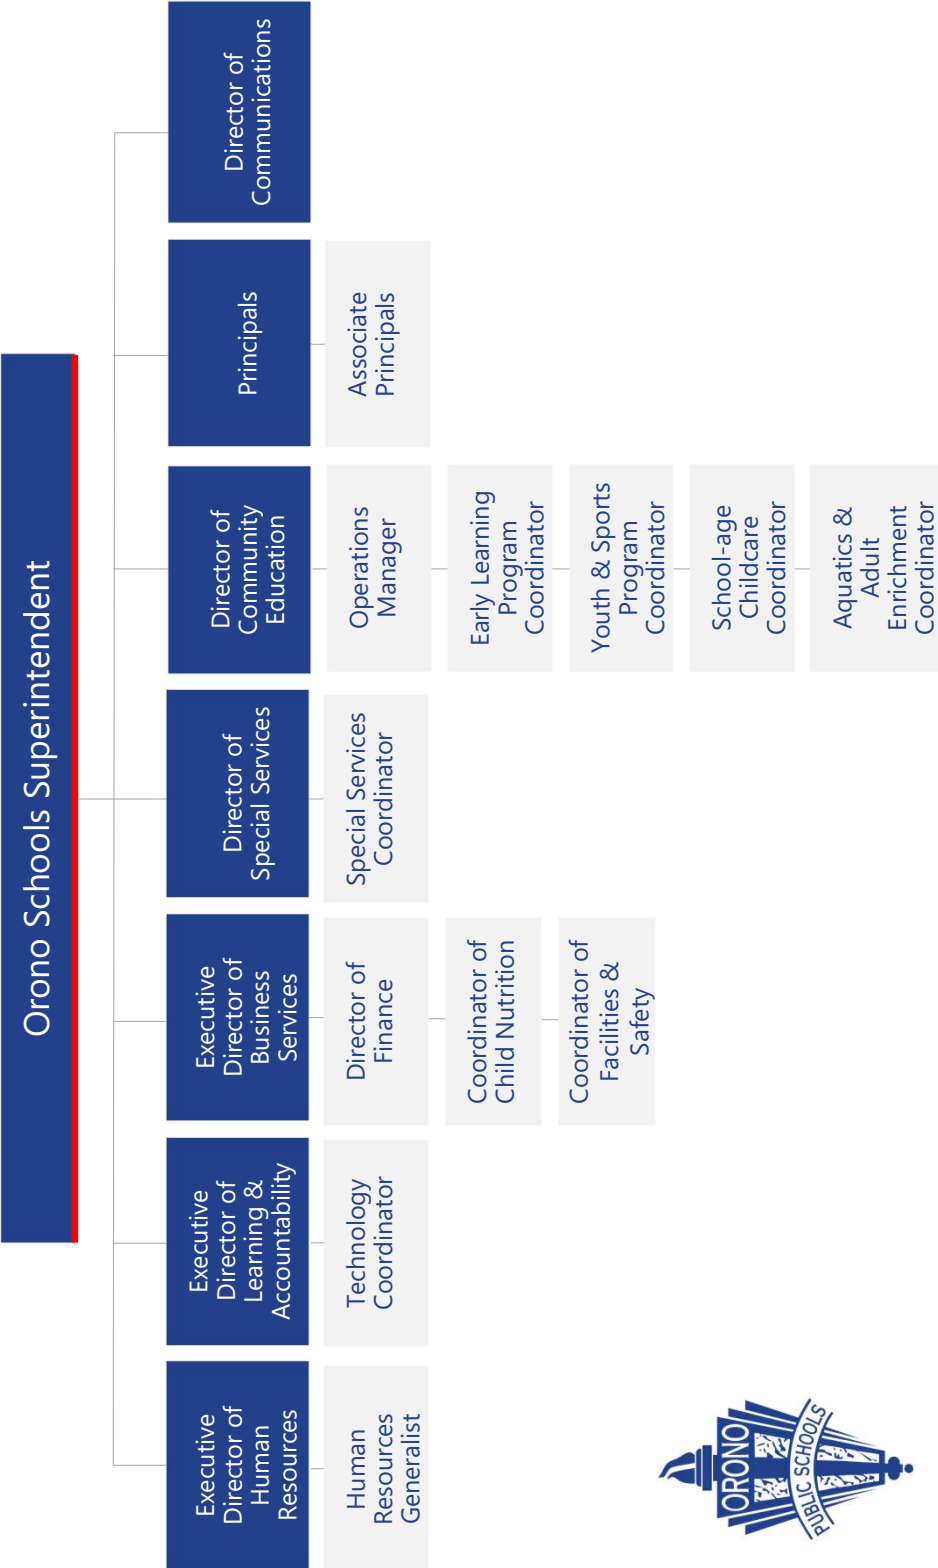 Orono Schools Superintendent
Executive
Director of
Human
Resources
Human
Resources
Generalist
Executive
Director of
Learning &
Accountability
Technology
Coordinator
Executive
Director of
Business
Services
Director of
Finance
Coordinator of
Child Nutrition
Coordinator of
Facilities &
Safety
Director of
Special Services
Special Services
Coordinator
Director of
Community
Education
Operations
Manager
Early Learning
Program
Coordinator
Youth & Sports
Program
Coordinator
School-age
Childcare
Coordinator
Aquatics &
Adult
Enrichment
Coordinator
Principals
Associate
Principals
Director of
Communications
ORONO
PUBLIC SCHOOLS